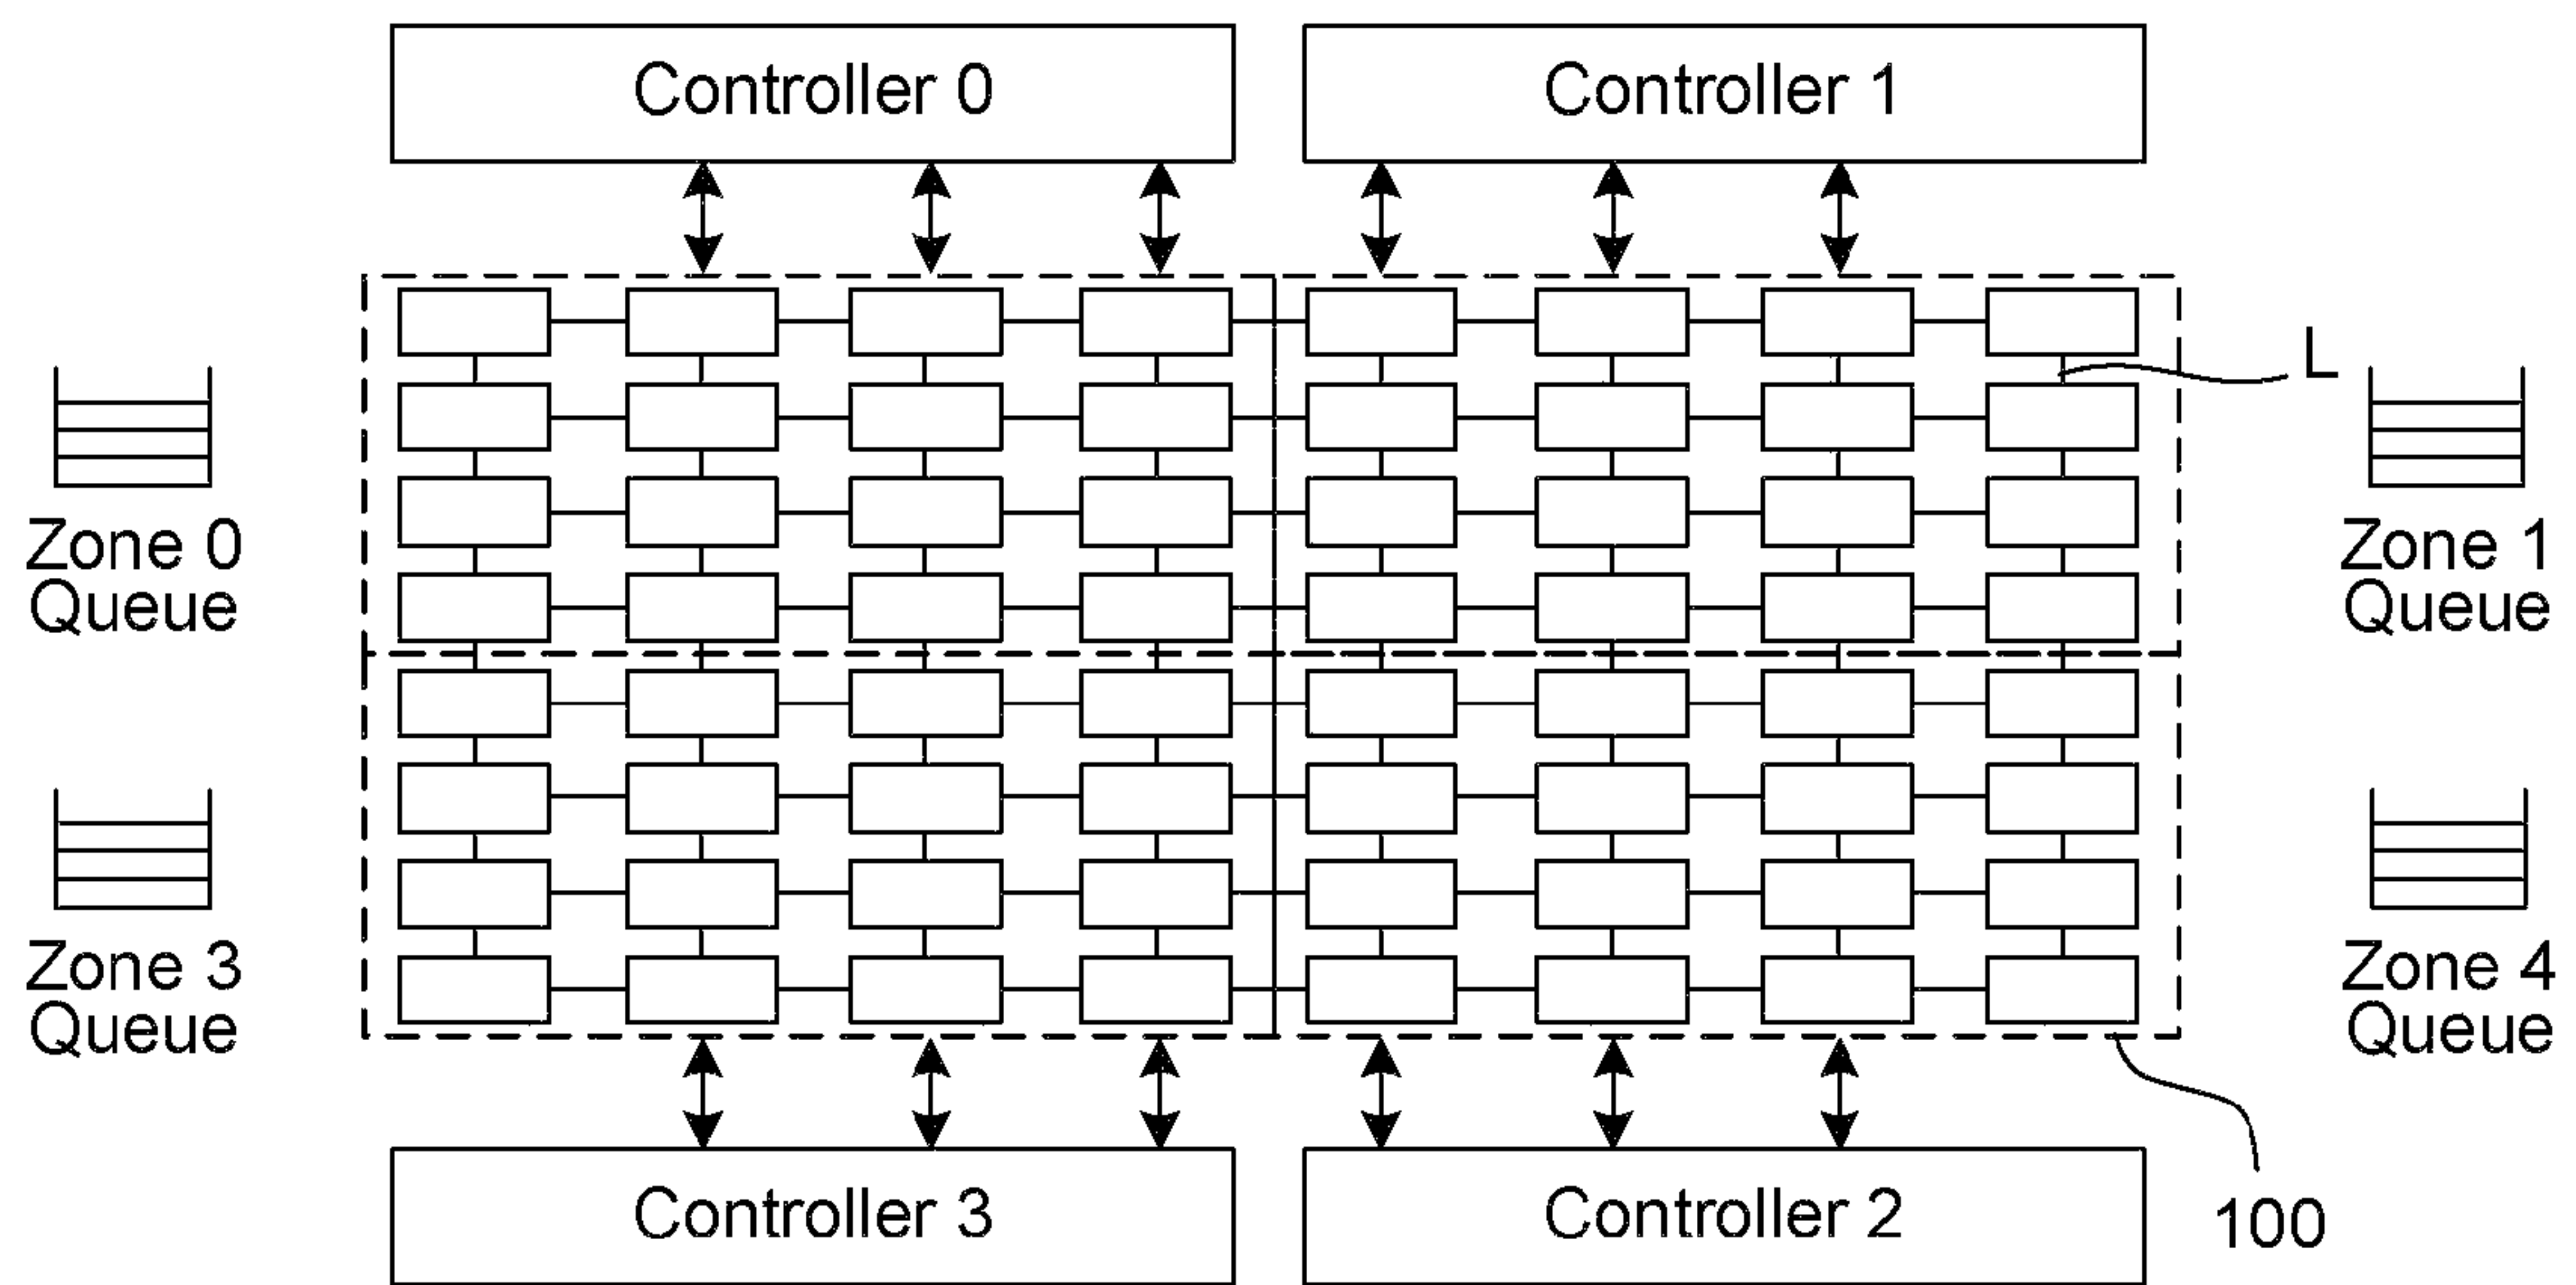 Controller 0
Controller 1
L
Zone 0
Queue
Zone 1
Queue
Zone 3
Queue
Zone 4
Queue
Controller 3
Controller 2
100